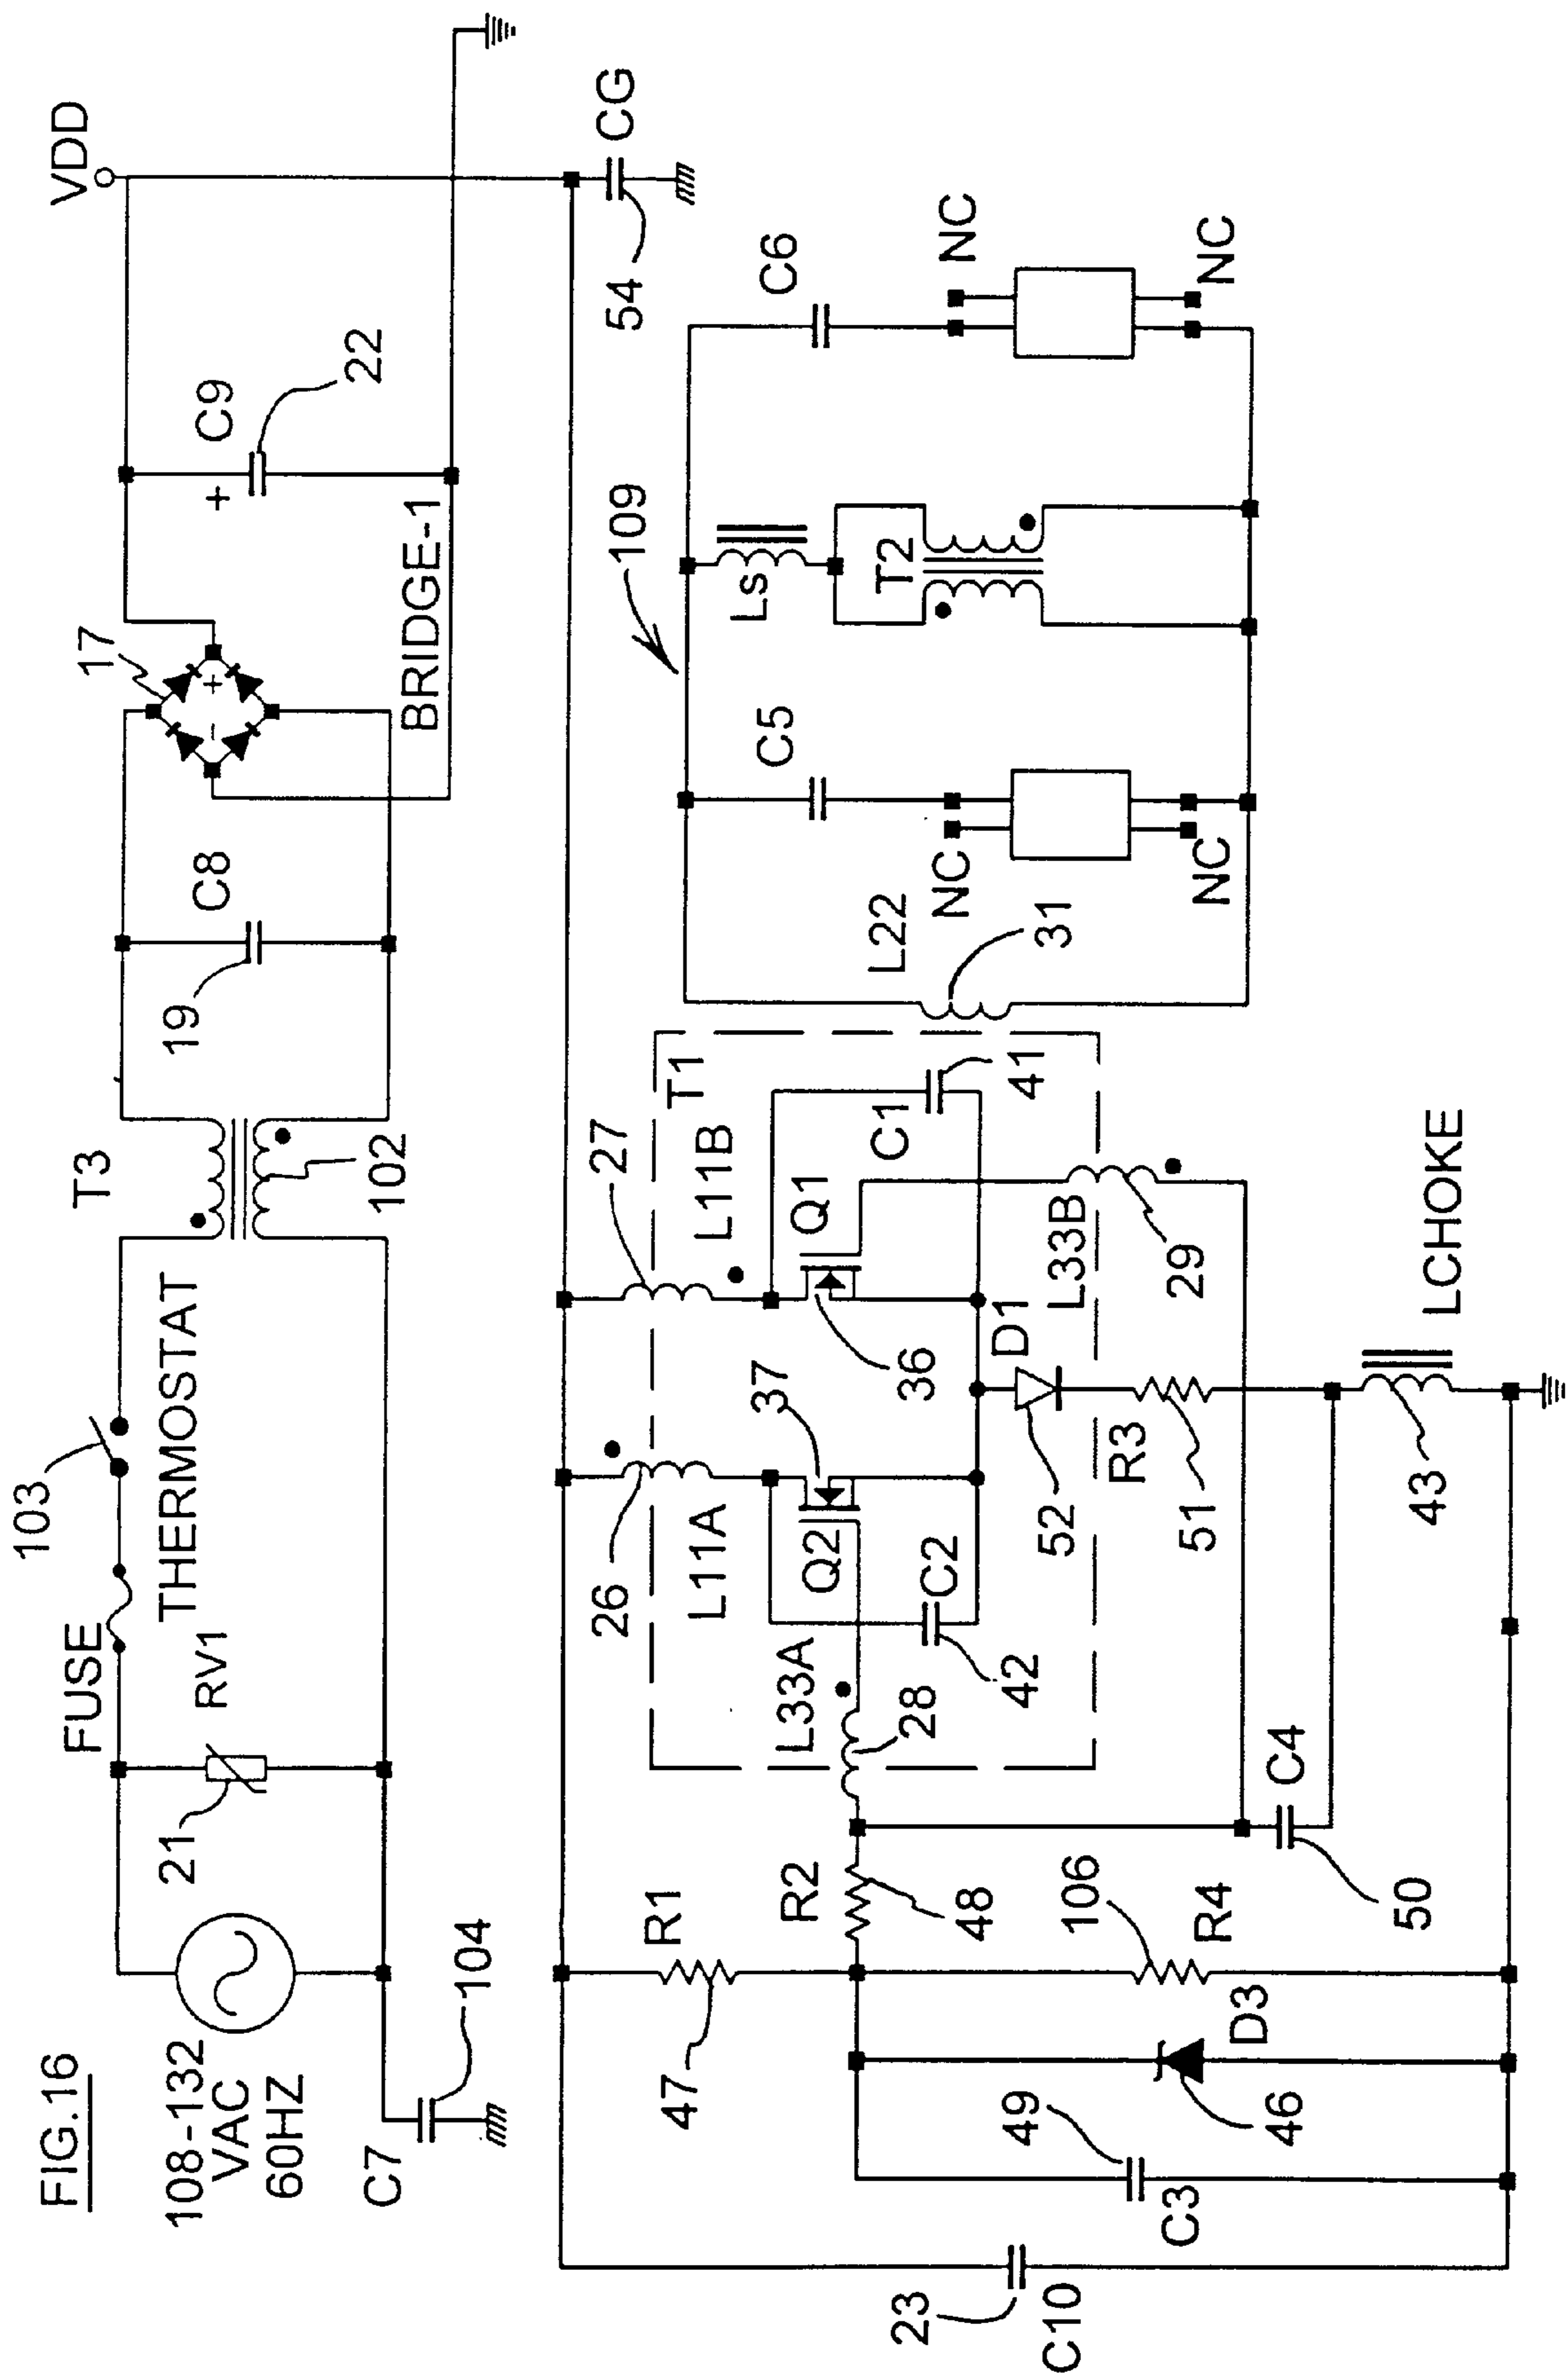 FIG.16
108-132
VAC
60HZ
C7
104
21
RV1
FUSE
103
THERMOSTAT
T3
102
19
C8
17
+
-
BRIDGE-1
C9
+
22
VDD
CG
54
23
C10
C3
49
46
D3
47
R1
R2
48
106
R4
50
C4
L33A
28
26
L11A
Q2
37
C2
42
27
L11B
T1
Q1
36
C1
41
D1
52
R3
51
L33B
29
LCHOKE
43
L22
31
109
C5
NC
NC
Ls
T2
C6
NC
NC